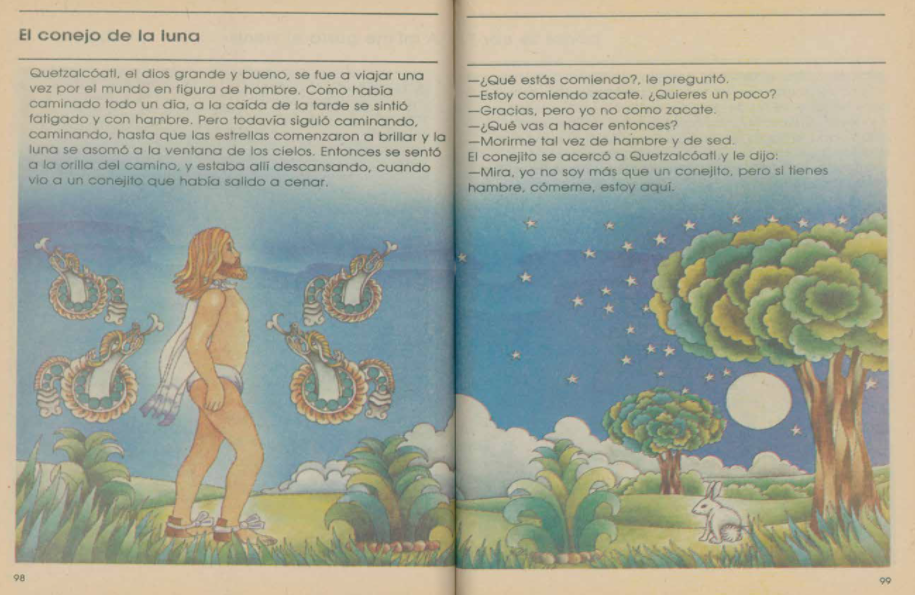 El conejo de la luna
Quetzalcóatl, el dios grande y bueno, se fue a viajar una
vez por el mundo en figura de hombre. Como había
caminado todo un día, a la caída de la tarde se sintió
fatigado y con hambre. Pero todavía siguió caminando,
caminando, hasta que las estrellas comenzaron a brillar y la
luna se asomó a la ventana de los cielos. Entonces se sentó
a la orilla del camino, y estaba allí descansando, cuando
vio a un conejito que había salido a cenar.
98
—¿Qué estás comiendo?, le preguntó.
—Estoy comiendo zacate. ¿Quieres un poco?
—Gracias, pero yo no como zacate.
—¿Qué vas a hacer entonces?
—Morirme tal vez de hambre y de sed.
El conejito se acercó a Quetzalcóatl y le dijo:
—Mira, yo no soy más que un conejito, pero si tienes
hambre, cómeme, estoy aquí.
99